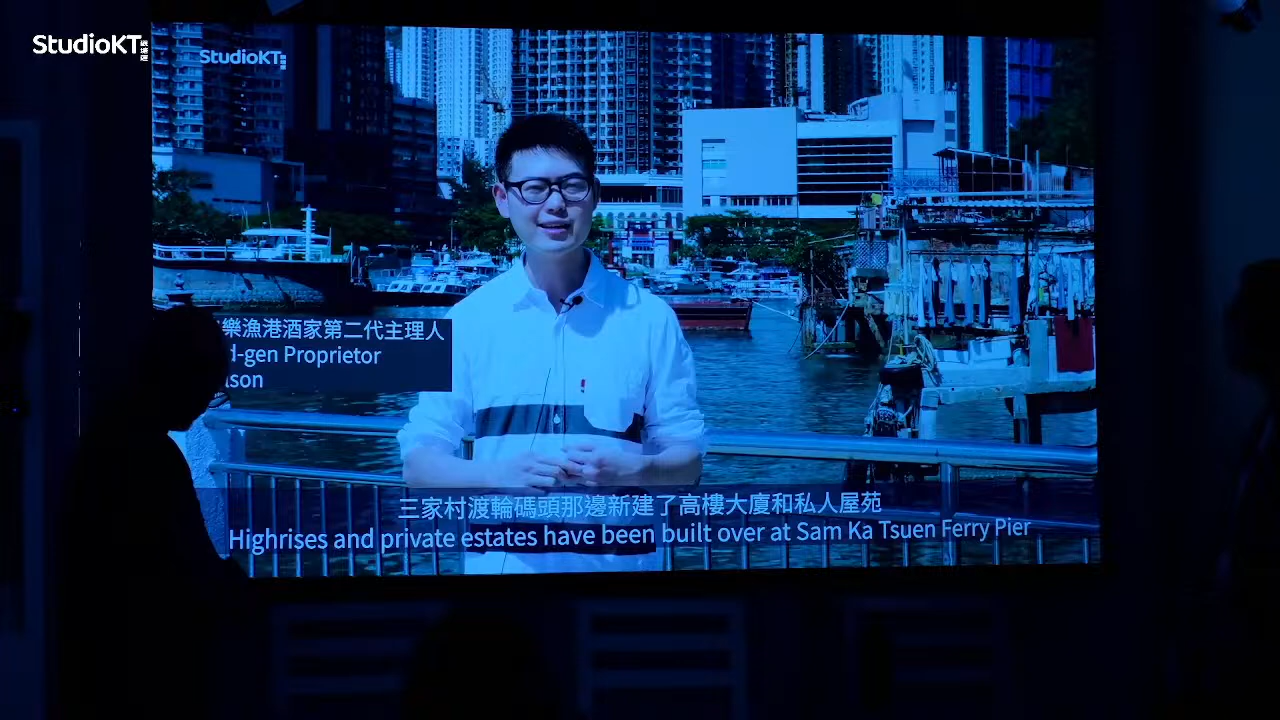 StudioKT
StudioKT
樂漁港酒家第二代主理人
d-gen Proprietor
son
三家村渡輪碼頭那邊新建了高樓大廈和私人屋苑
Highrises and private estates have been built over at Sam Ka Tsuen Ferry Pier